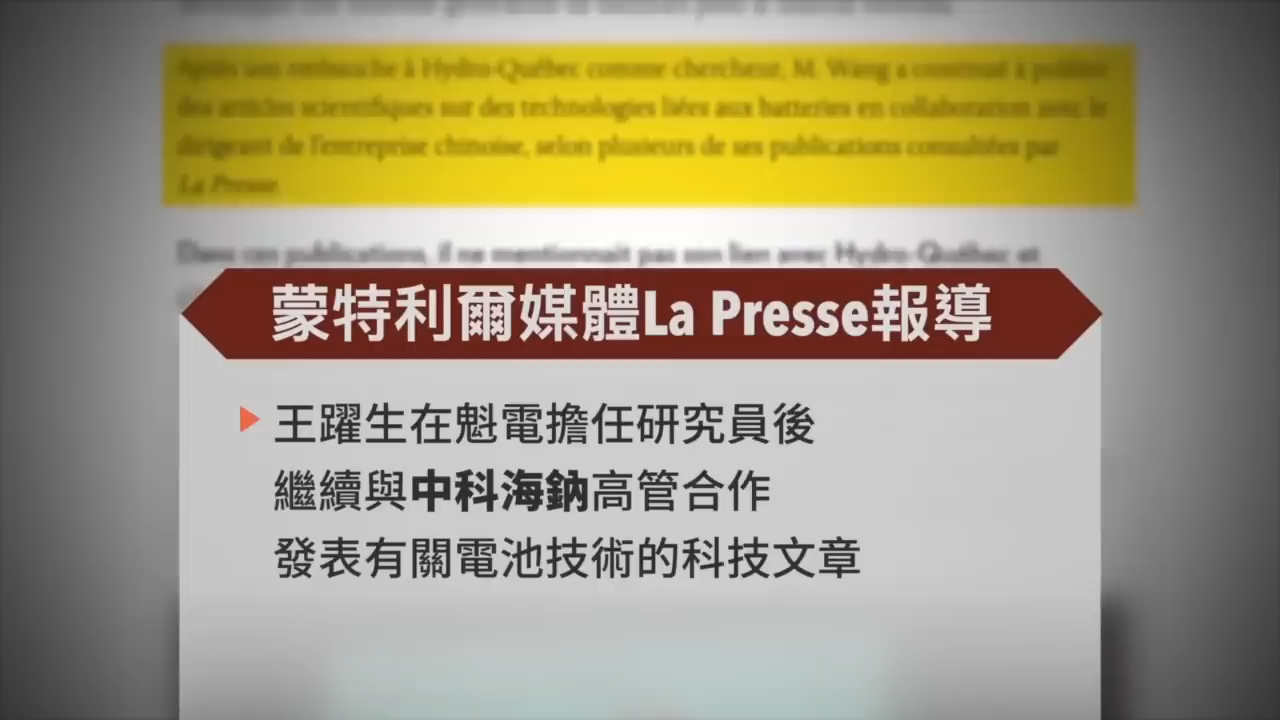 Après son embauche à Hydro-Québec comme chercheur, M. Wang a continué à publier
des articles scientifiques sur des technologies liées aux batteries en collaboration avec le
dirigeant de l'entreprise chinoise, selon plusieurs de ses publications consultées par
La Presse.
Dans ces publications, il ne mentionnait pas son lien avec Hydro-Québec et
蒙特利爾媒體La Presse報導
王躍生在魁電擔任研究員後
繼續與中科海鈉高管合作
發表有關電池技術的科技文章